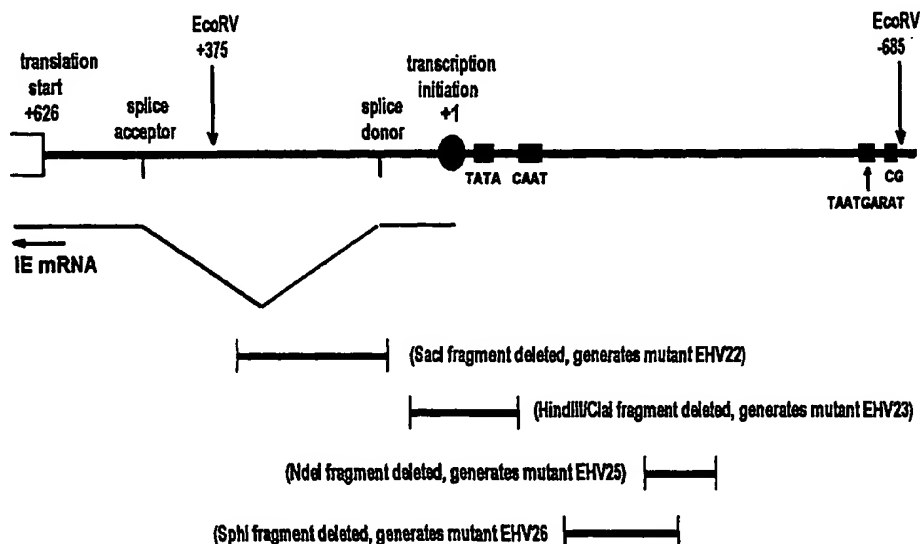 EcoRV
+375
EcoRV
-685
translation
start
+626
transcription
initiation
+1
splice
acceptor
splice
donor
TATA
CAAT
CG
TAATGARAT
IE mRNA
(SacI fragment deleted, generates mutant EHV22)
(HindIII/ClaI fragment deleted, generates mutant EHV23)
(NdeI fragment deleted, generates mutant EHV25)
(SphI fragment deleted, generates mutant EHV26